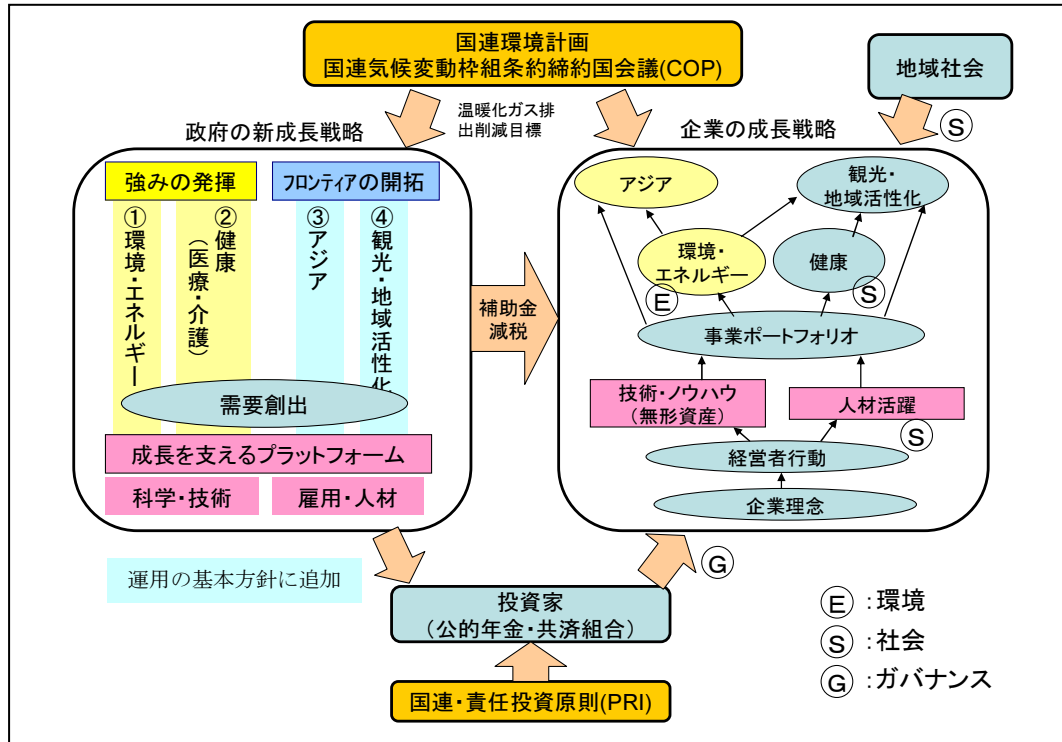 国連環境計画
国連気候変動枠組条約締約国会議(COP)
地域社会
温暖化ガス排
出削減目標
政府の新成長戦略
企業の成長戦略
S
強みの発揮
フロンティアの開拓
①環境・エネルギー
②健康
(医療・介護)
③アジア
④観光・地域活性化
需要創出
成長を支えるプラットフォーム
科学・技術
雇用・人材
補助金
減税
アジア
観光・
地域活性化
環境・
エネルギー
E
健康
S
事業ポートフォリオ
技術・ノウハウ
(無形資産)
人材活躍
S
経営者行動
企業理念
運用の基本方針に追加
G
投資家
(公的年金・共済組合)
国連・責任投資原則(PRI)
E:環境
S:社会
G:ガバナンス